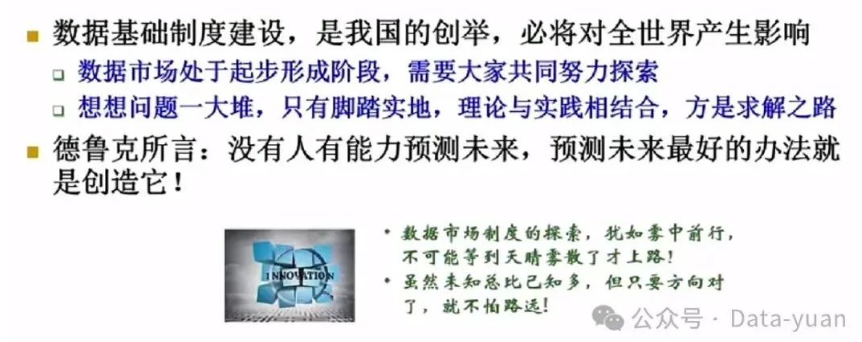 数据基础制度建设，是我国的创举，必将对全世界产生影响
数据市场处于起步形成阶段，需要大家共同努力探索
想想问题一大堆，只有脚踏实地，理论与实践相结合，方是求解之路
德鲁克所言：没有人有能力预测未来，预测未来最好的办法就
是创造它！
INNOVATION
数据市场制度的探索，犹如雾中前行，
不可能等到天晴雾散了才上路！
虽然未知总比已知多，但只要方向对
了，就不怕路远！
公众号 · Data-yuan